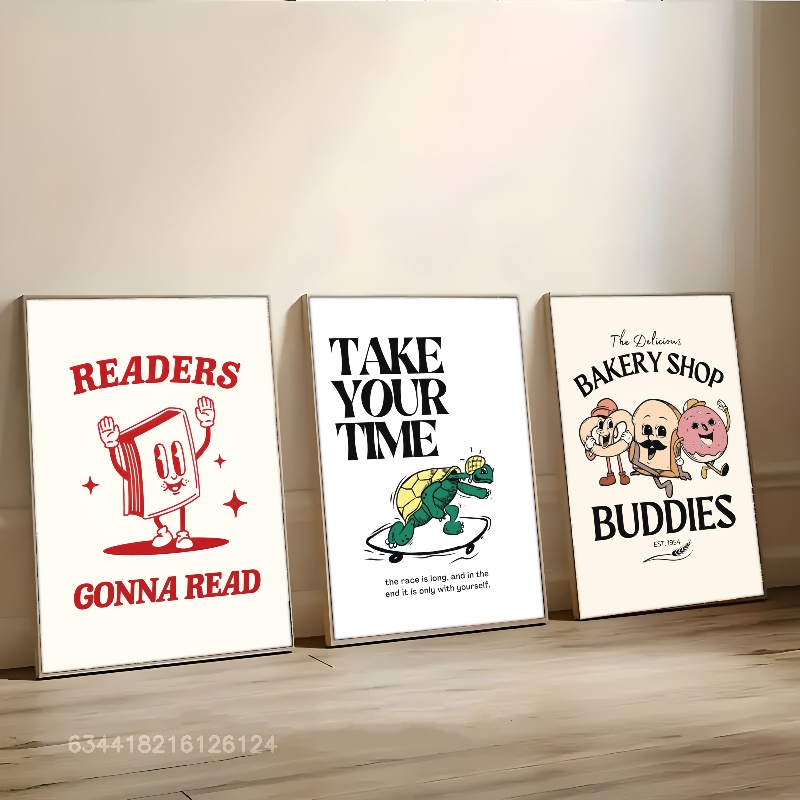 READERS
GONNA READ
TAKE
YOUR
TIME
the race is long, and in the
end it is only with yourself.
The Delicious
BAKERY SHOP
BUDDIES
EST. 1954
634418216126124